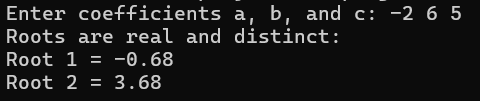 Enter coefficients a, b, and c: -2 6 5
Roots are real and distinct:
Root 1 = -0.68
Root 2 = 3.68